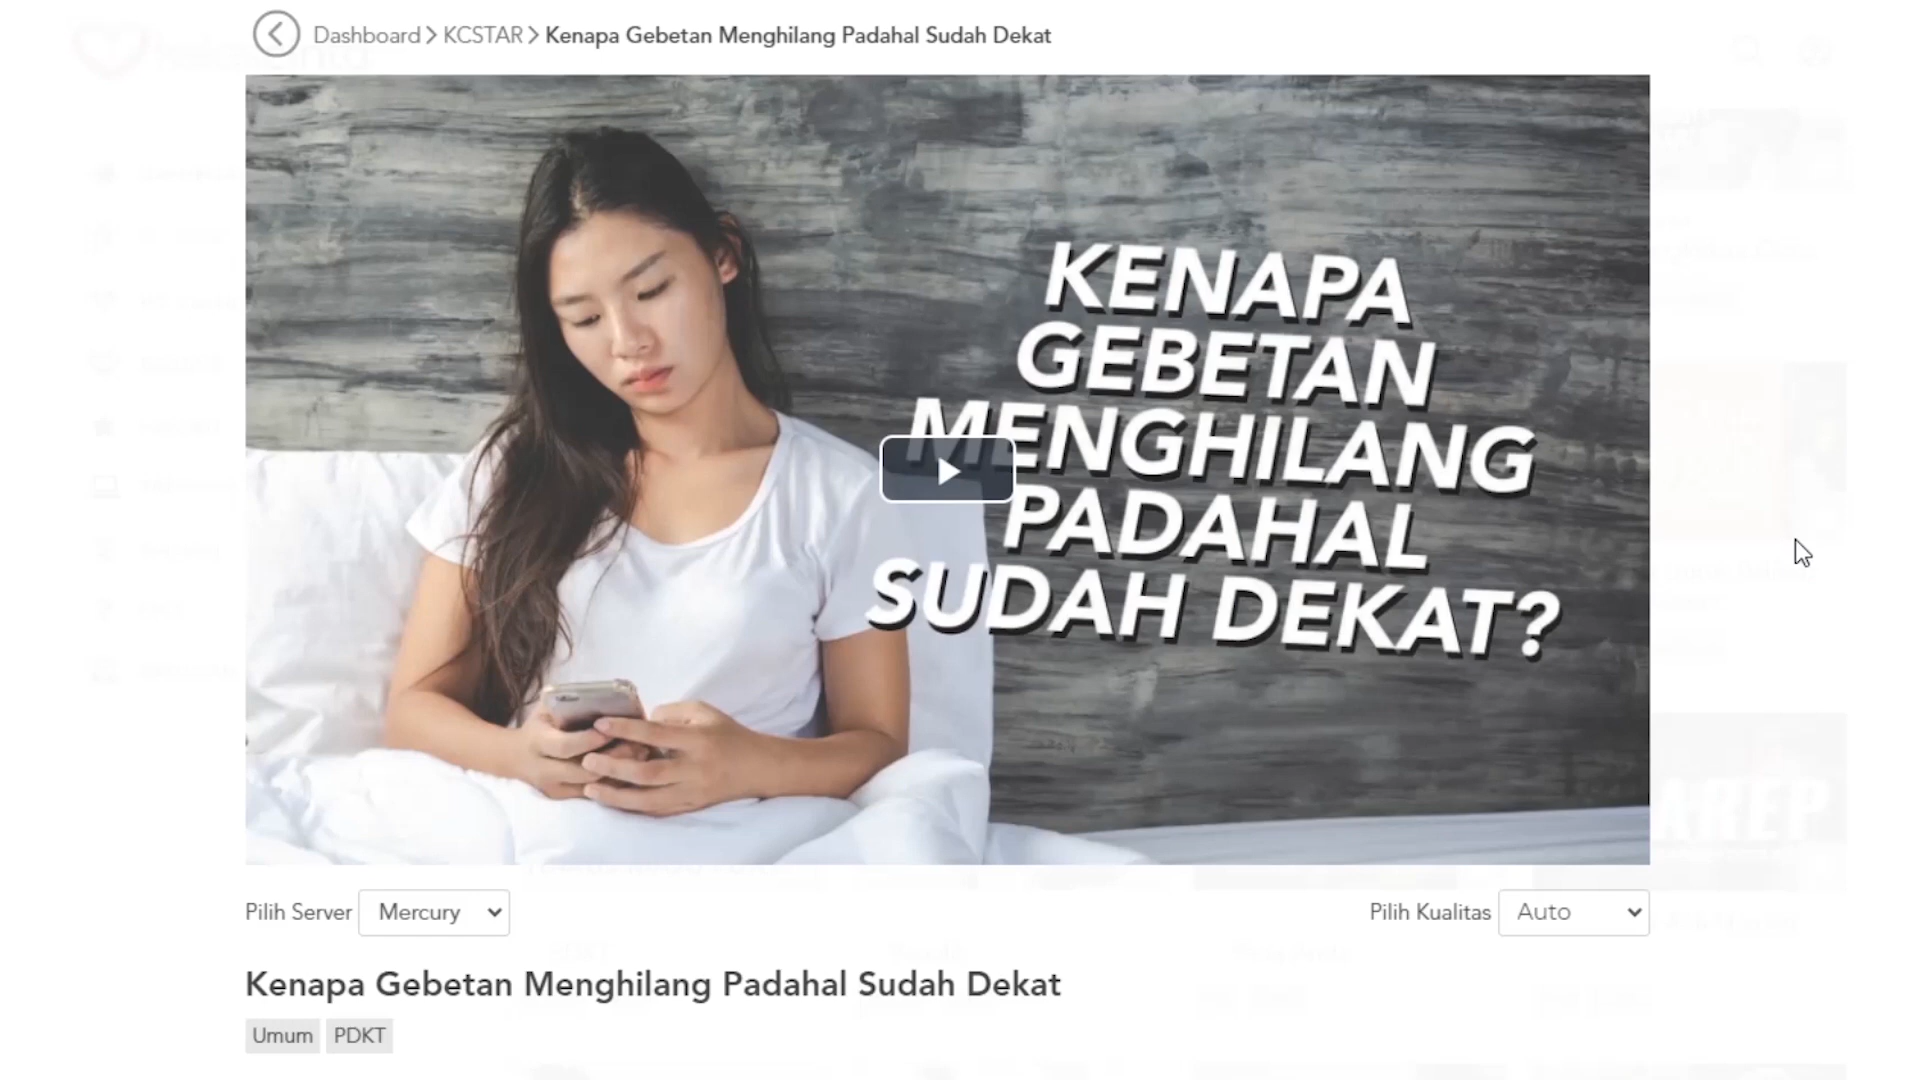 Dashboard > KCSTAR > Kenapa Gebetan Menghilang Padahal Sudah Dekat
KENAPA
GEBETAN
MENGHILANG
PADAHAL
SUDAH DEKAT?
Pilih Server Mercury
Pilih Kualitas Auto
Kenapa Gebetan Menghilang Padahal Sudah Dekat
Umum PDKT